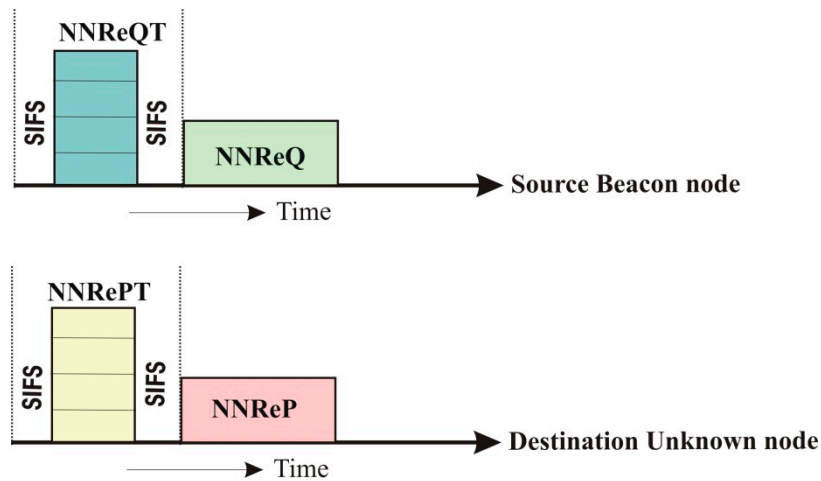 NNReQT
SIFS
SIFS
NNReQ
Source Beacon node
Time
NNRePT
SIFS
SIFS
NNReP
Destination Unknown node
Time